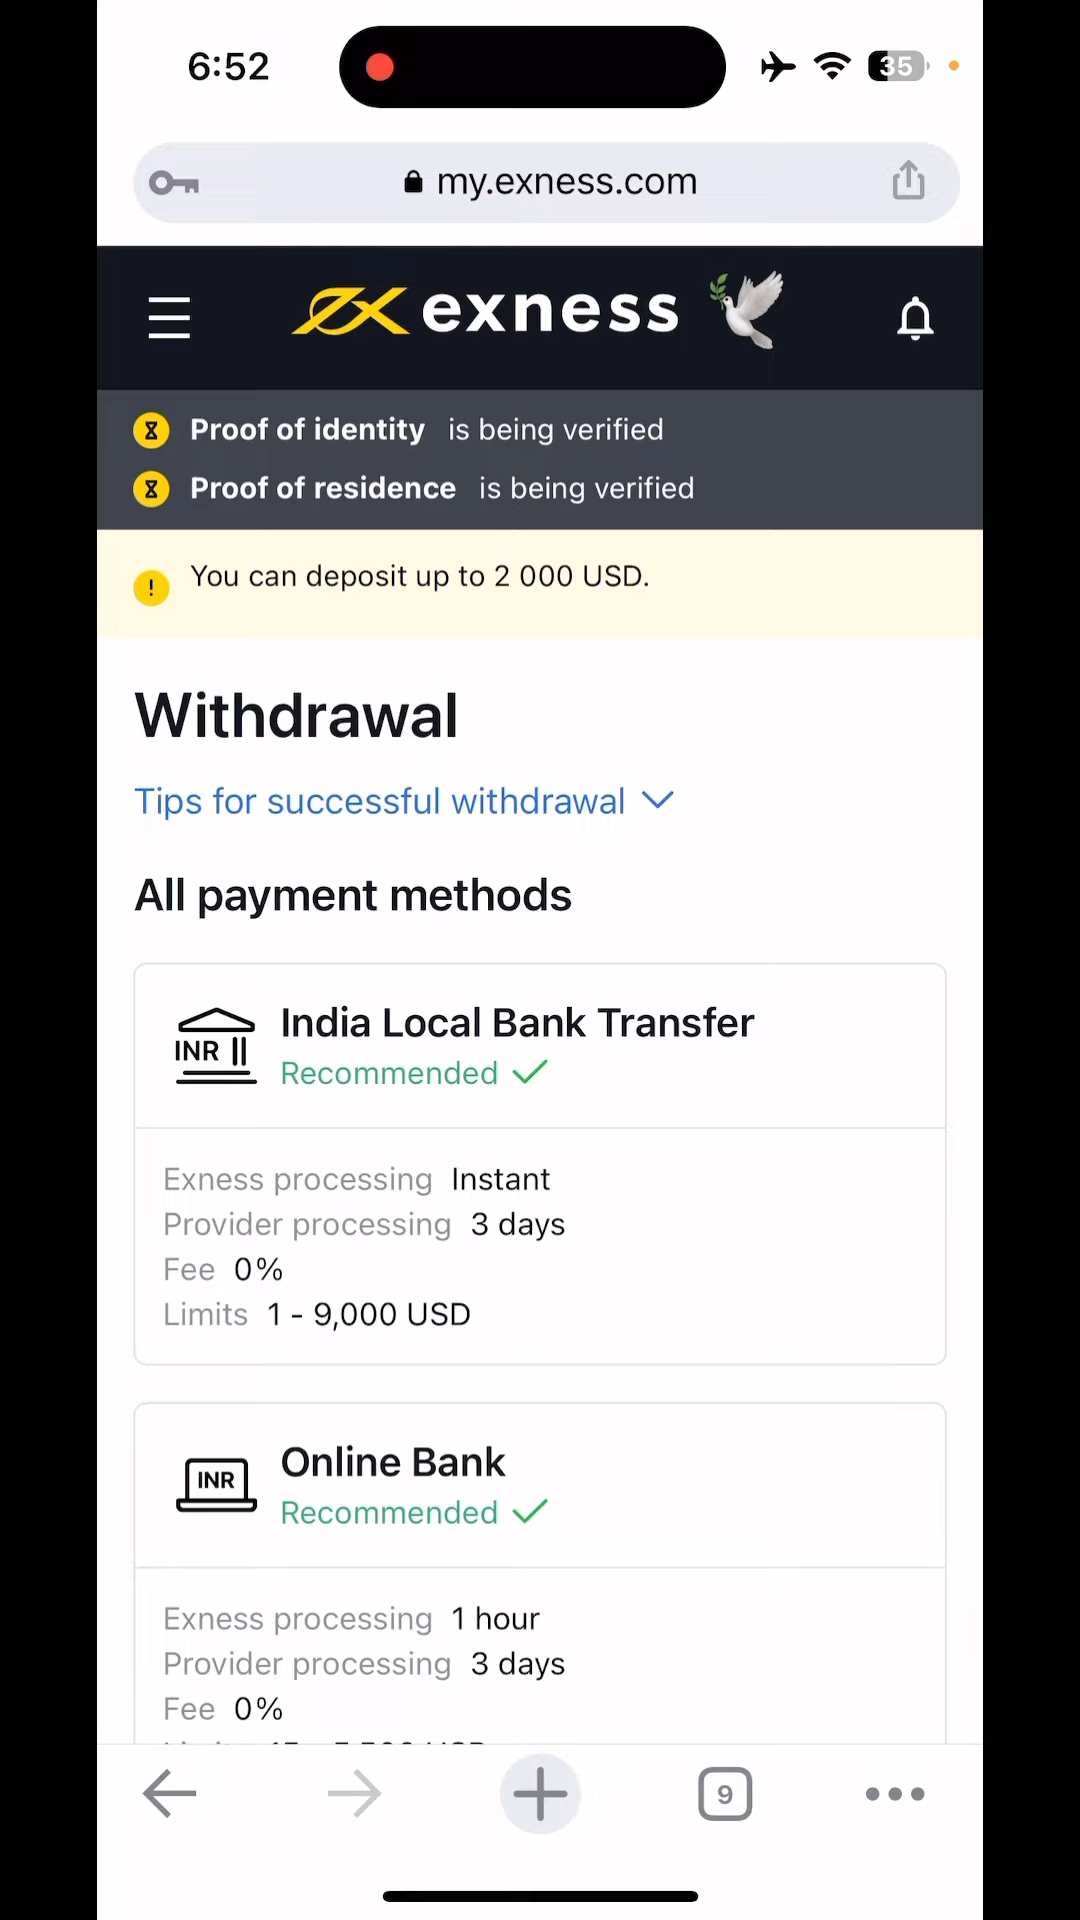 6:52
35
my.exness.com
exness
Proof of identity is being verified
Proof of residence is being verified
! You can deposit up to 2 000 USD.
Withdrawal
Tips for successful withdrawal
All payment methods
INR
India Local Bank Transfer
Recommended
Exness processing Instant
Provider processing 3 days
Fee 0%
Limits 1 - 9,000 USD
INR
Online Bank
Recommended
Exness processing 1 hour
Provider processing 3 days
Fee 0%
9